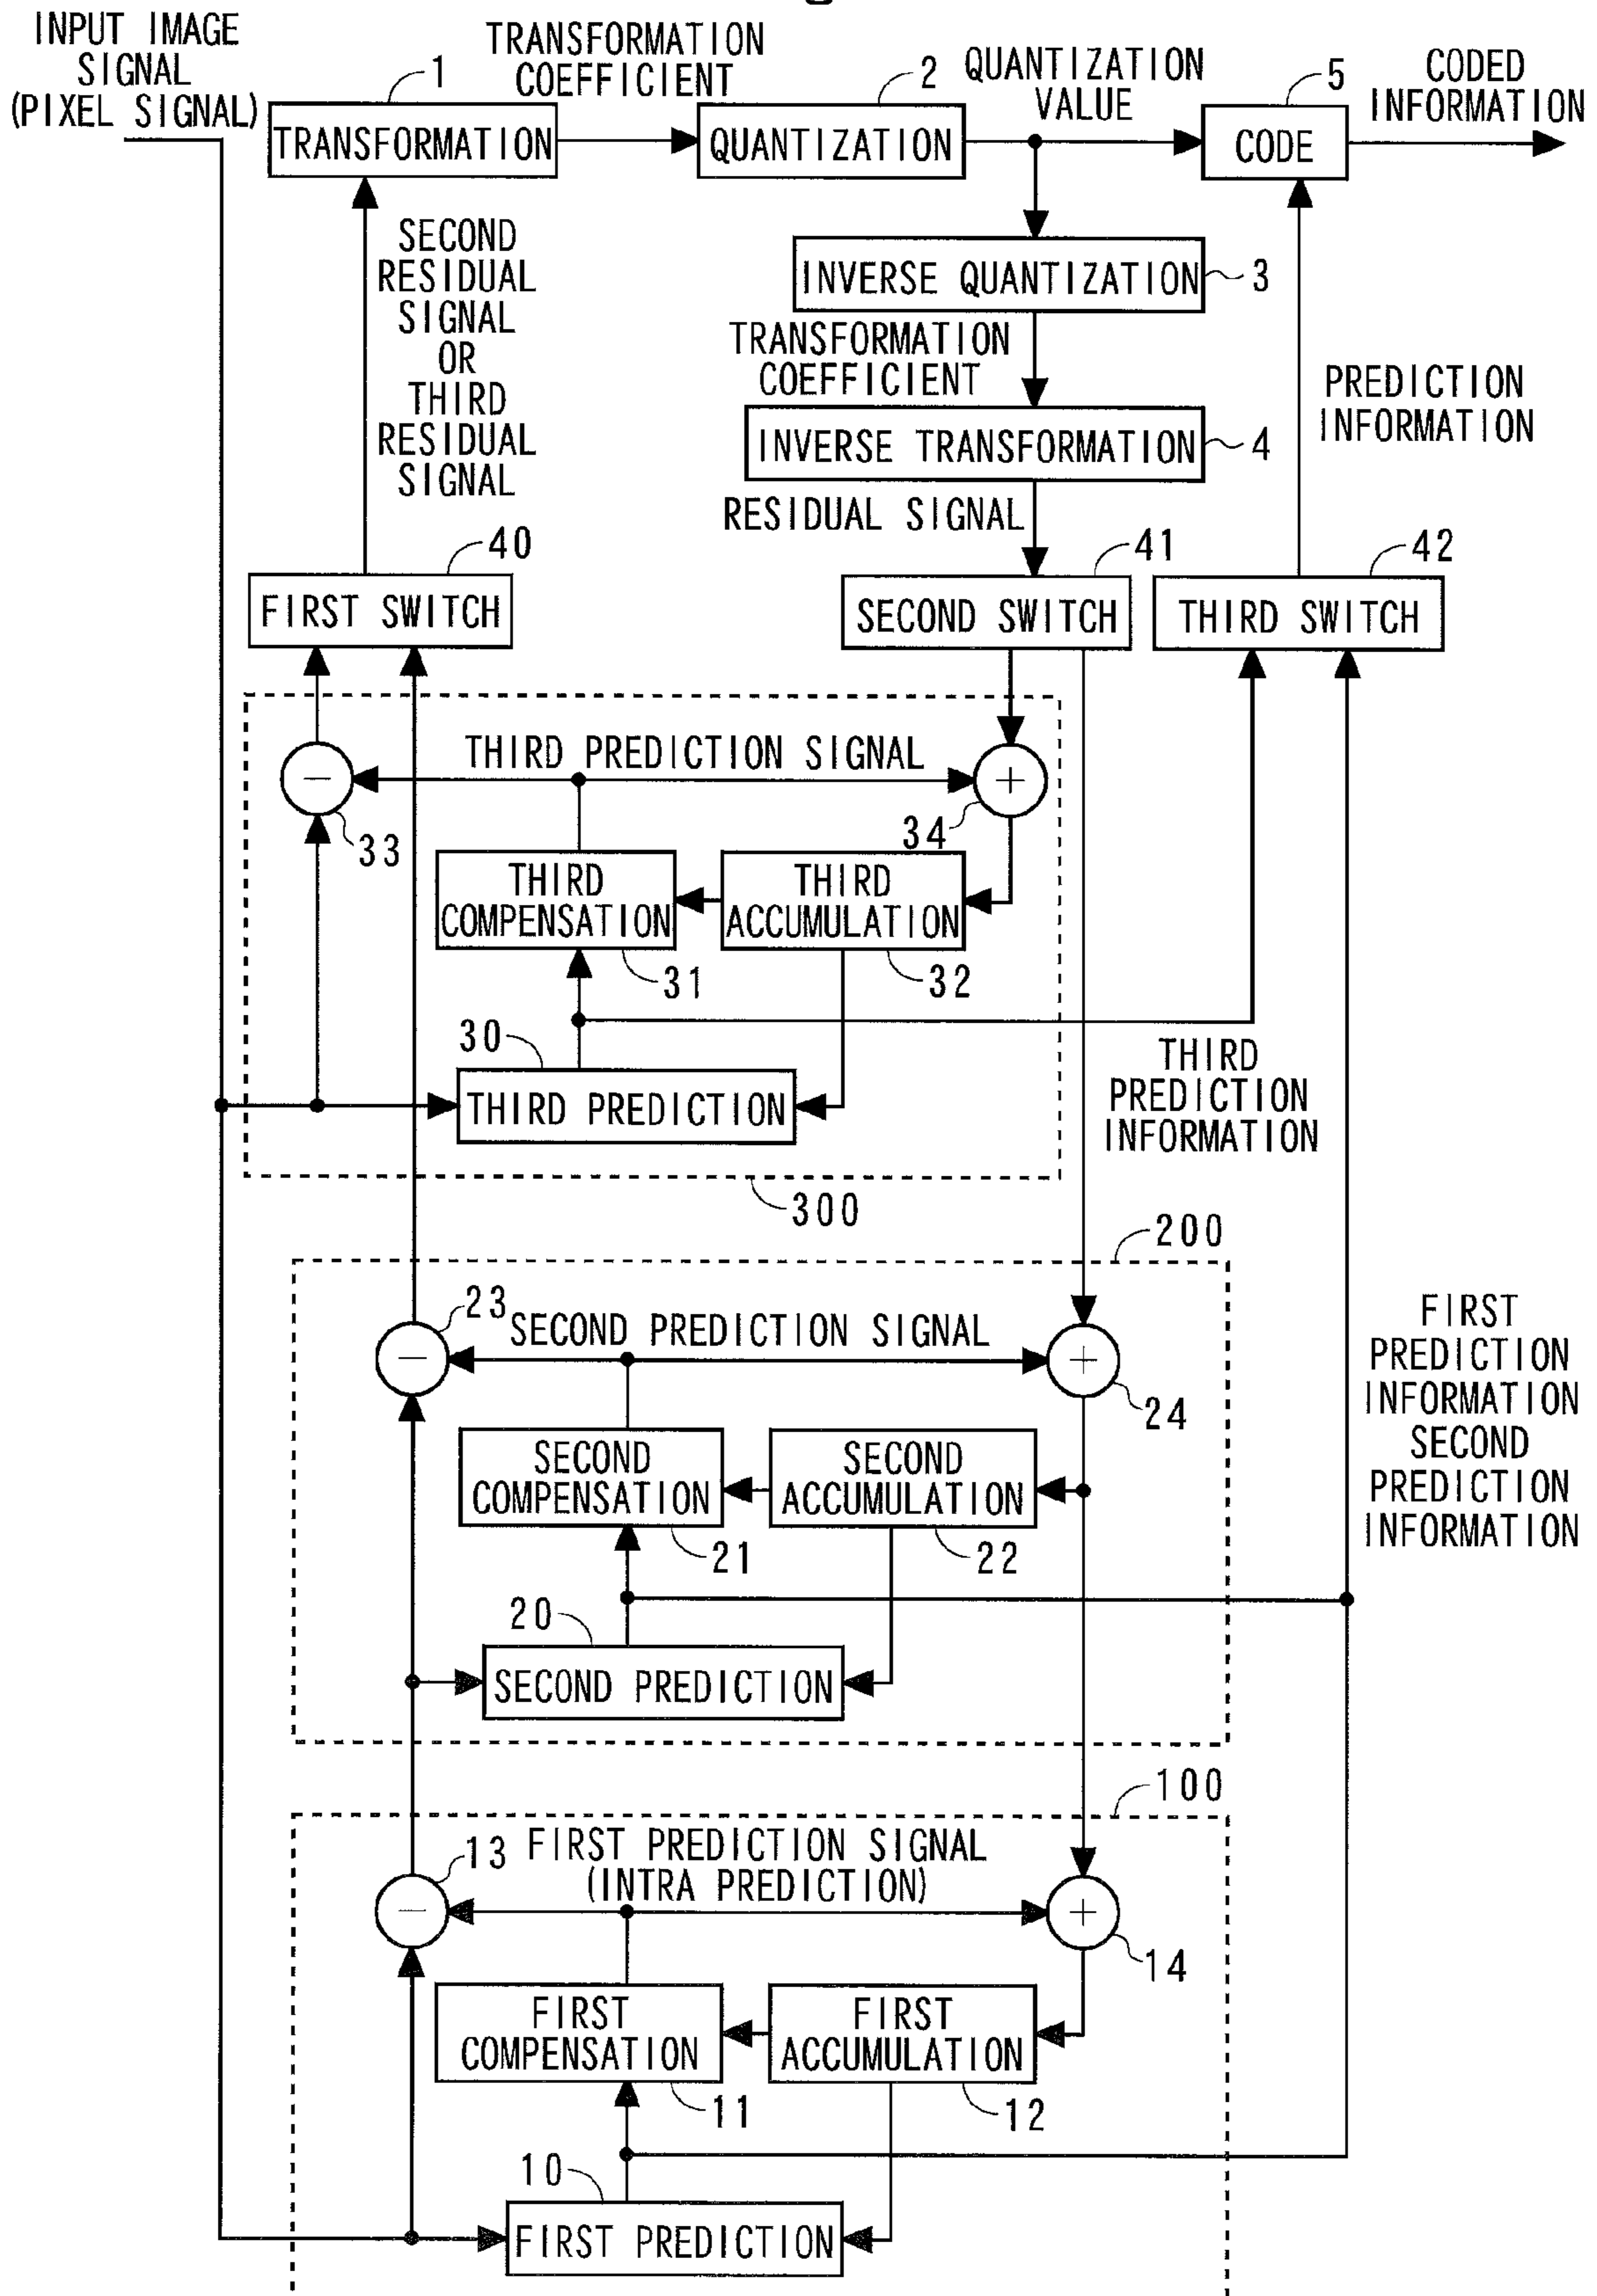 INPUT IMAGE
SIGNAL
(PIXEL SIGNAL)
TRANSFORMATION
COEFFICIENT
QUANTIZATION
VALUE
CODED
INFORMATION
1
2
5
TRANSFORMATION
QUANTIZATION
CODE
SECOND
RESIDUAL
SIGNAL
OR
THIRD
RESIDUAL
SIGNAL
INVERSE QUANTIZATION
3
TRANSFORMATION
COEFFICIENT
PREDICTION
INFORMATION
INVERSE TRANSFORMATION
4
RESIDUAL SIGNAL
40
41
42
FIRST SWITCH
SECOND SWITCH
THIRD SWITCH
THIRD PREDICTION SIGNAL
−
+
33
34
THIRD
COMPENSATION
THIRD
ACCUMULATION
31
32
30
THIRD PREDICTION
THIRD
PREDICTION
INFORMATION
300
200
23
SECOND PREDICTION SIGNAL
−
+
24
FIRST
PREDICTION
INFORMATION
SECOND
PREDICTION
INFORMATION
SECOND
COMPENSATION
SECOND
ACCUMULATION
21
22
20
SECOND PREDICTION
100
13
FIRST PREDICTION SIGNAL
(INTRA PREDICTION)
−
+
14
FIRST
COMPENSATION
FIRST
ACCUMULATION
11
12
10
FIRST PREDICTION